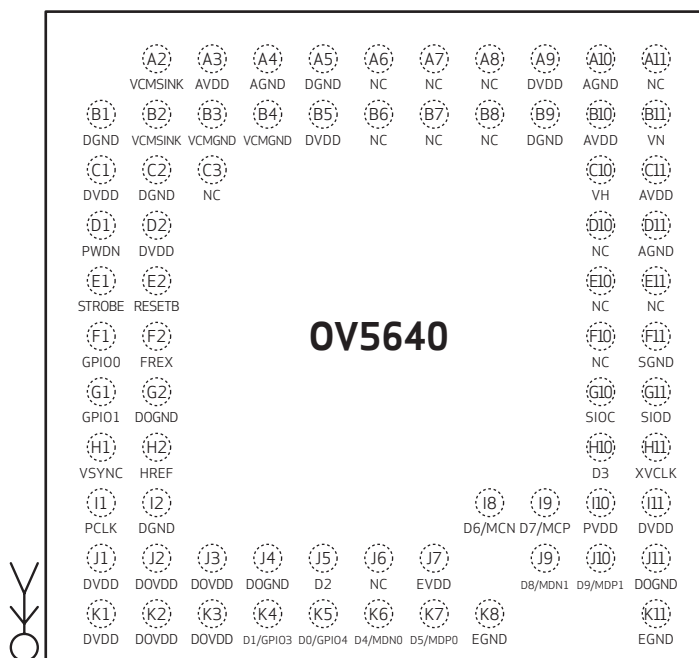 A2 A3 A4 A5 A6 A7 A8 A9 A10 A11
VCMSINK AVDD AGND DGND NC NC NC DVDD AGND NC
B1 B2 B3 B4 B5 B6 B7 B8 B9 B10 B11
DGND VCMSINK VCMGND VCMGND DVDD NC NC NC DGND AVDD VN
C1 C2 C3 C10 C11
DVDD DGND NC VH AVDD
D1 D2 D10 D11
PWDN DVDD NC AGND
E1 E2 E10 E11
STROBE RESETB NC NC
F1 F2 OV5640 F10 F11
GPIO0 FREX NC SGND
G1 G2 G10 G11
GPIO1 DOGND SIOC SIOD
H1 H2 H10 H11
VSYNC HREF D3 XVCLK
I1 I2 I8 I9 I10 I11
PCLK DGND D6/MCN D7/MCP PVDD DVDD
J1 J2 J3 J4 J5 J6 J7 J9 J10 J11
DVDD DOVDD DOVDD DOGND D2 NC EVDD D8/MDN1 D9/MDP1 DOGND
K1 K2 K3 K4 K5 K6 K7 K8 K11
DVDD DOVDD DOVDD D1/GPIO3 D0/GPIO4 D4/MDN0 D5/MDP0 EGND EGND